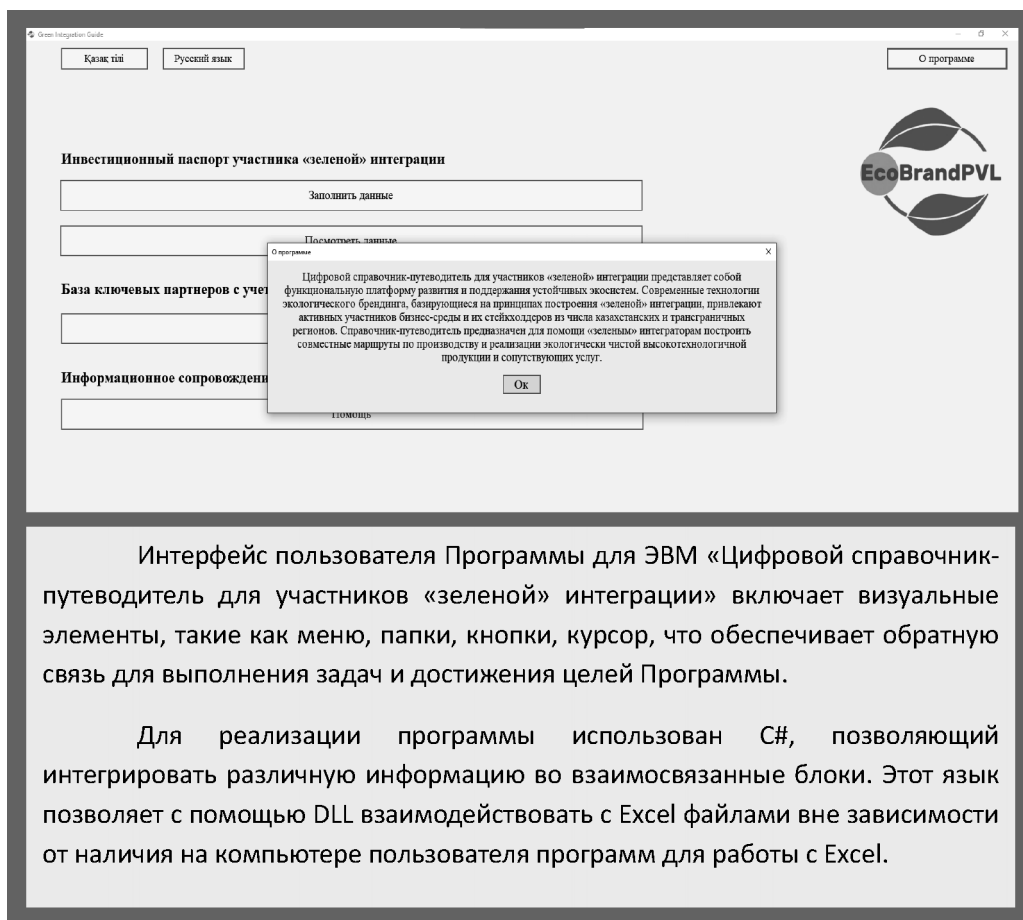 Green Integration Guide
Қазақ тілі
Русский язык
О программе
EcoBrandPVL
Инвестиционный паспорт участника «зеленой» интеграции
Заполнить данные
Посмотреть данные
База ключевых партнеров с учет
Информационное сопровождени
Помощь
О программе
Цифровой справочник-путеводитель для участников «зеленой» интеграции представляет собой
функциональную платформу развития и поддержания устойчивых экосистем. Современные технологии
экологического брендинга, базирующиеся на принципах построения «зеленой» интеграции, привлекают
активных участников бизнес-среды и их стейкхолдеров из числа казахстанских и трансграничных
регионов. Справочник-путеводитель предназначен для помощи «зеленым» интеграторам построить
совместные маршруты по производству и реализации экологически чистой высокотехнологичной
продукции и сопутствующих услуг.
Ок
Интерфейс пользователя Программы для ЭВМ «Цифровой справочник-
путеводитель для участников «зеленой» интеграции» включает визуальные
элементы, такие как меню, папки, кнопки, курсор, что обеспечивает обратную
связь для выполнения задач и достижения целей Программы.
Для реализации программы использован C#, позволяющий
интегрировать различную информацию во взаимосвязанные блоки. Этот язык
позволяет с помощью DLL взаимодействовать с Excel файлами вне зависимости
от наличия на компьютере пользователя программ для работы с Excel.